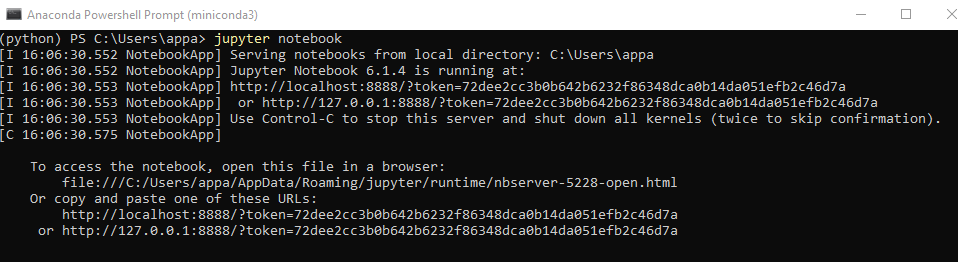 Anaconda Powershell Prompt (miniconda3)
(python) PS C:\Users\appa> jupyter notebook
[I 16:06:30.552 NotebookApp] Serving notebooks from local directory: C:\Users\appa
[I 16:06:30.552 NotebookApp] Jupyter Notebook 6.1.4 is running at:
[I 16:06:30.553 NotebookApp] http://localhost:8888/?token=72dee2cc3b0b642b6232f86348dca0b14da051efb2c46d7a
[I 16:06:30.553 NotebookApp]  or http://127.0.0.1:8888/?token=72dee2cc3b0b642b6232f86348dca0b14da051efb2c46d7a
[I 16:06:30.553 NotebookApp] Use Control-C to stop this server and shut down all kernels (twice to skip confirmation).
[C 16:06:30.575 NotebookApp]
To access the notebook, open this file in a browser:
file:///C:/Users/appa/AppData/Roaming/jupyter/runtime/nbserver-5228-open.html
Or copy and paste one of these URLs:
http://localhost:8888/?token=72dee2cc3b0b642b6232f86348dca0b14da051efb2c46d7a
or http://127.0.0.1:8888/?token=72dee2cc3b0b642b6232f86348dca0b14da051efb2c46d7a